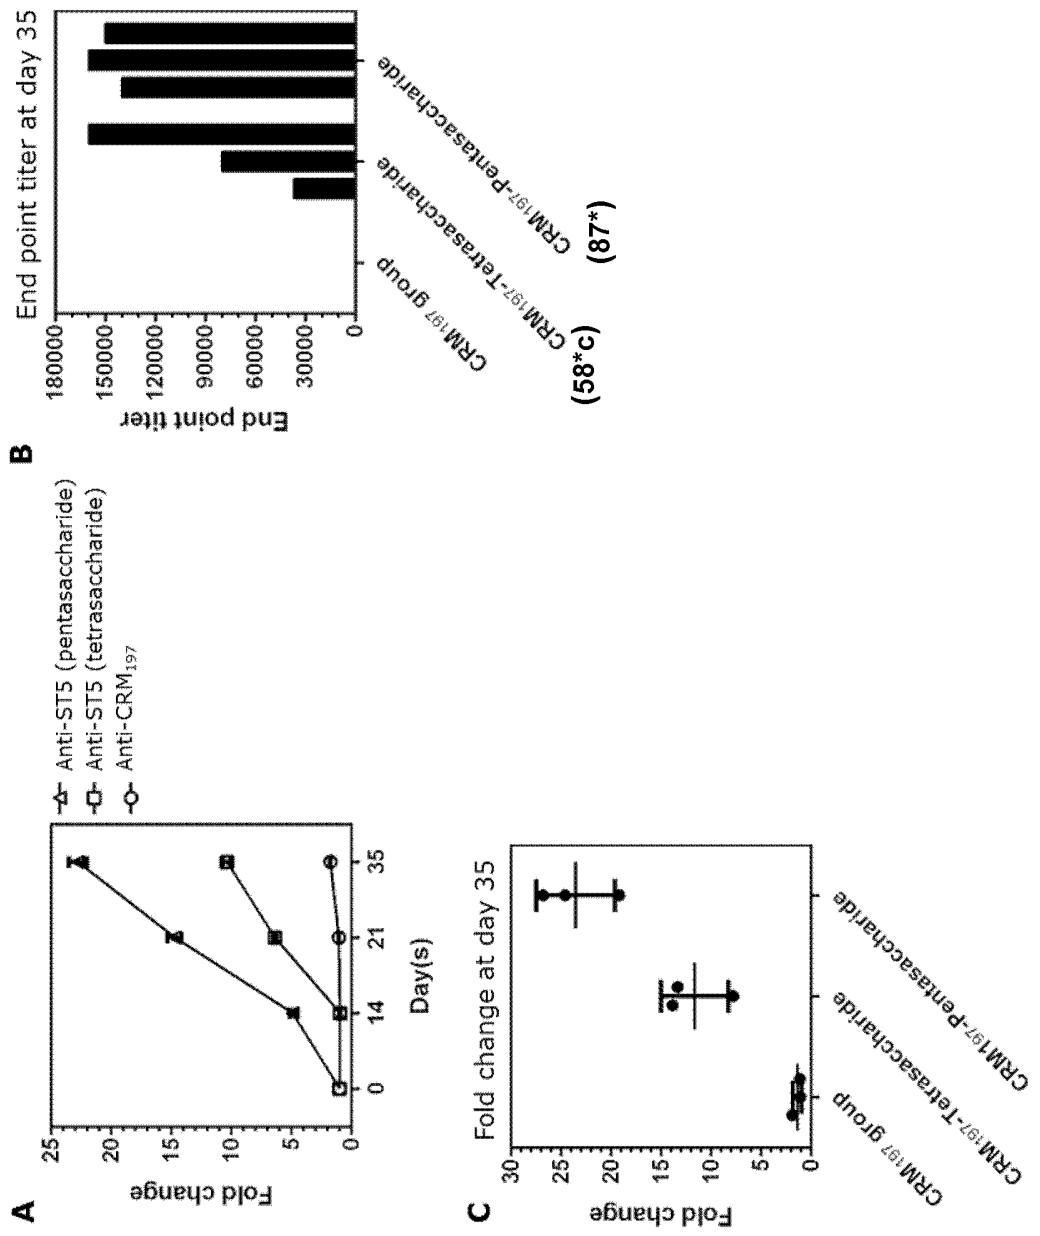 A
Fold change
25
20
15
10
5
0
0
14
21
35
Day(s)
Anti-ST5 (pentasaccharide)
Anti-ST5 (tetrasaccharide)
Anti-CRM197
B
End point titer at day 35
End point titer
180000
150000
120000
90000
60000
30000
0
CRM197 group
CRM197-Tetrasaccharide
(58*c)
CRM197-Pentasaccharide
(87*)
C
Fold change at day 35
Fold change
30
25
20
15
10
5
0
CRM197 group
CRM197-Tetrasaccharide
CRM197-Pentasaccharide